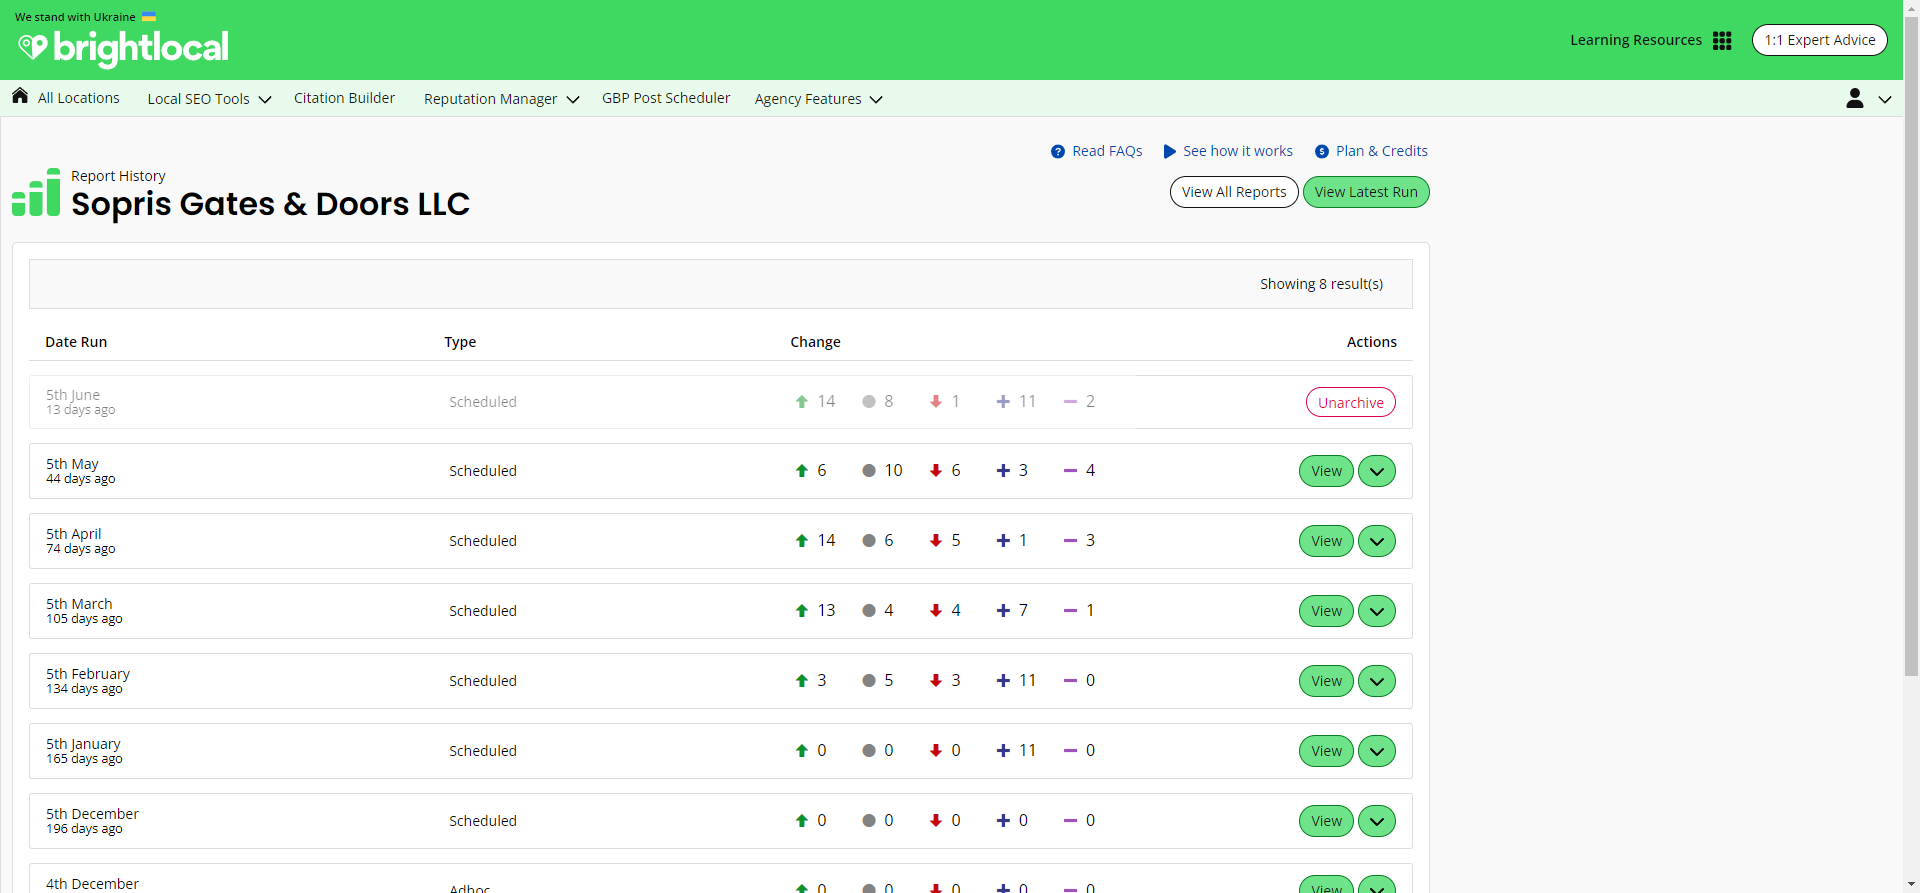 We stand with Ukraine
brightlocal
Learning Resources
1:1 Expert Advice
All Locations
Local SEO Tools
Citation Builder
Reputation Manager
GBP Post Scheduler
Agency Features
Read FAQs
See how it works
Plan & Credits
Report History
Sopris Gates & Doors LLC
View All Reports
View Latest Run
Showing 8 result(s)
Date Run Type Change Actions
5th June
13 days ago
Scheduled 14 8 1 11 2 Unarchive
5th May
44 days ago
Scheduled 6 10 6 3 4 View
5th April
74 days ago
Scheduled 14 6 5 1 3 View
5th March
105 days ago
Scheduled 13 4 4 7 1 View
5th February
134 days ago
Scheduled 3 5 3 11 0 View
5th January
165 days ago
Scheduled 0 0 0 11 0 View
5th December
196 days ago
Scheduled 0 0 0 0 0 View
4th December
Adhoc 0 0 0 0 0 View